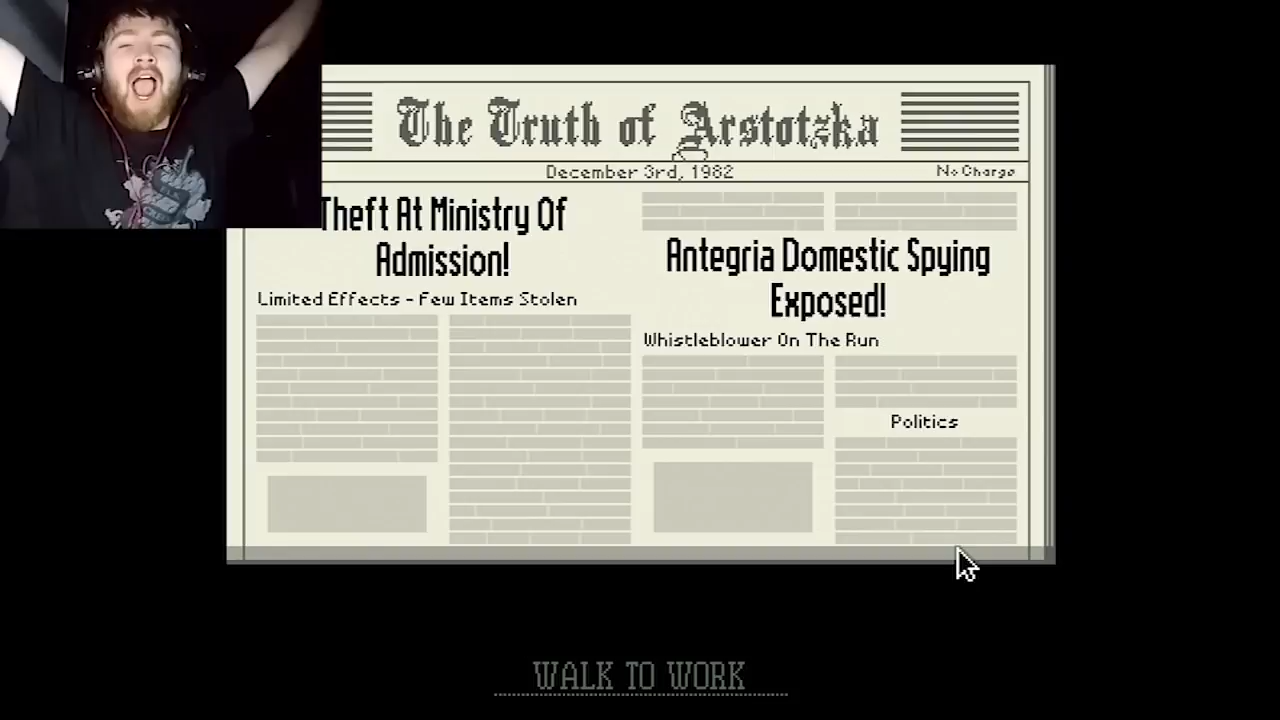 The Truth of Arstotzka
December 3rd, 1982
No Charge
Theft At Ministry Of
Admission!
Limited Effects - Few Items Stolen
Antegria Domestic Spying
Exposed!
Whistleblower On The Run
Politics
WALK TO WORK